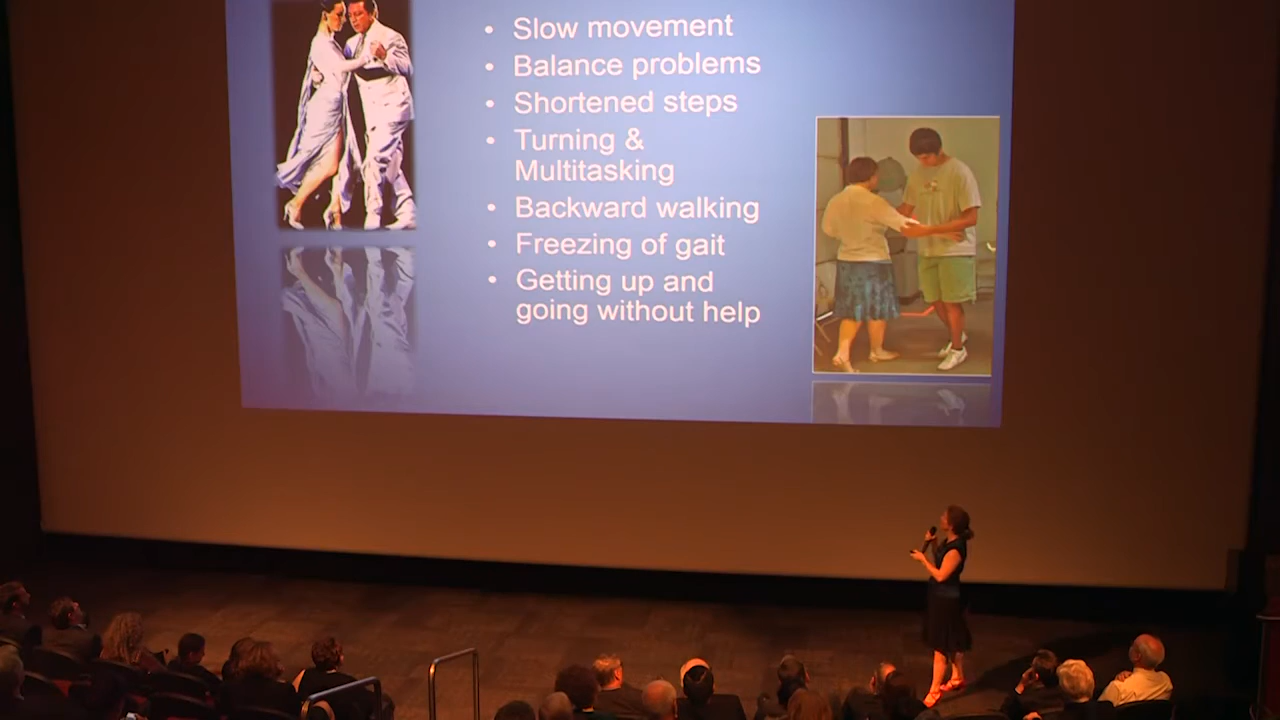 • Slow movement
• Balance problems
• Shortened steps
• Turning &
Multitasking
• Backward walking
• Freezing of gait
• Getting up and
going without help